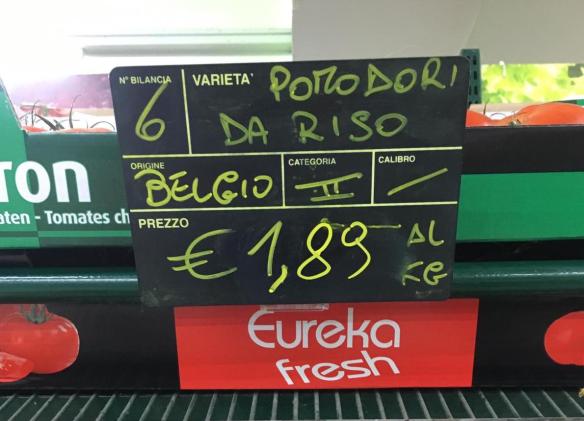 N° BILANCIA
6
VARIETA'
POMODORI
DA RISO
ORIGINE
BELGIO
CATEGORIA
II
CALIBRO
PREZZO
€ 1,89 AL
KG
TON
aten - Tomates ch
Eureka
fresh